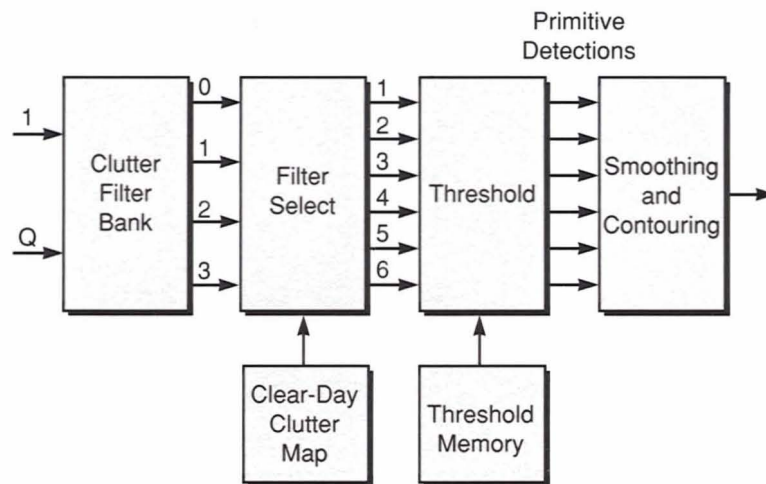 Primitive
Detections
1
Q
Clutter
Filter
Bank
0
1
2
3
Filter
Select
1
2
3
4
5
6
Threshold
Smoothing
and
Contouring
Clear-Day
Clutter
Map
Threshold
Memory